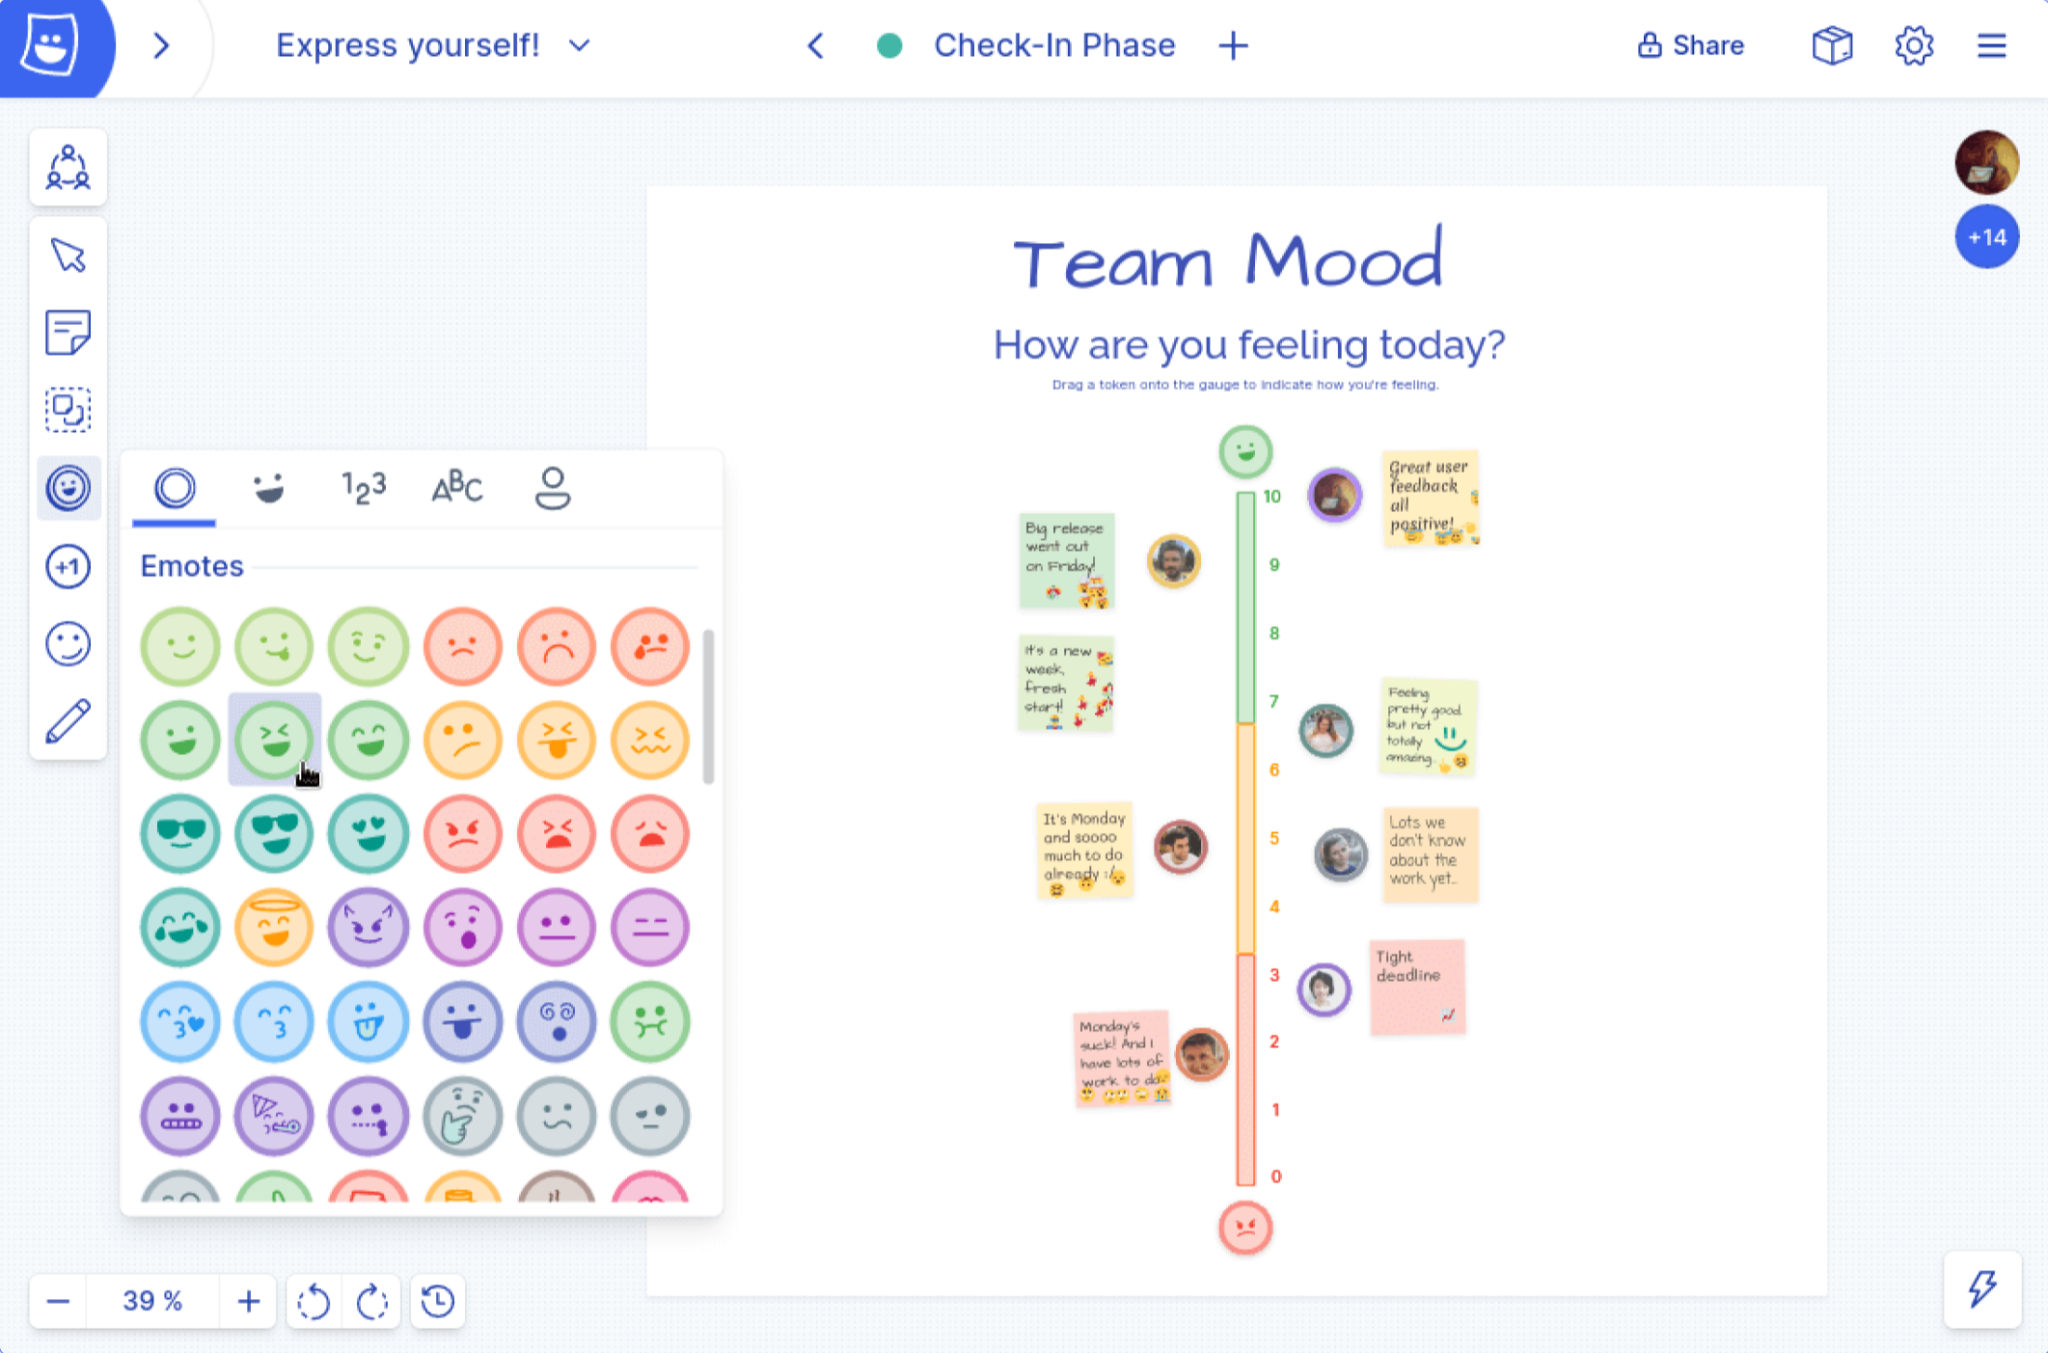 Express yourself!
Check-In Phase
Share
+14
Team Mood
How are you feeling today?
Drag a token onto the gauge to indicate how you're feeling.
+1
123
ABC
Emotes
10
9
8
7
6
5
4
3
2
1
0
Great user
feedback
all
positive!
Big release
went out
on Friday!
It's a new
week,
fresh
start!
Feeling
pretty good
but not
totally
amazing..
It's Monday
and soooo
much to do
already :/
Lots we
don't know
about the
work yet...
Tight
deadline
Monday's
suck! And I
have lots of
work to do
39 %